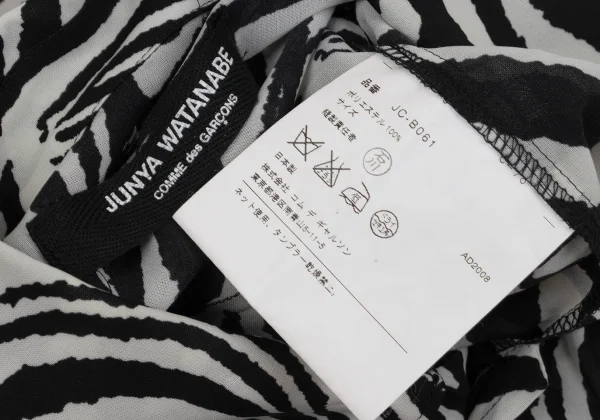 JUNYA WATANABE
COMME des GARÇONS
品番 JC-B061
ポリエステル 100%
サイズ
縫製責任者
石川
日本製
株式会社 コム デ ギャルソン
東京都港区南青山5-11-5
ネット使用、タンブラー乾燥禁止。
AD2008